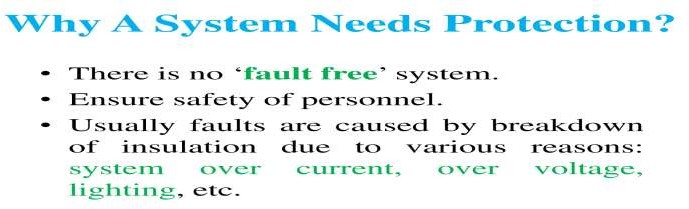 Why A System Needs Protection?
• There is no ‘fault free’ system.
• Ensure safety of personnel.
• Usually faults are caused by breakdown
of insulation due to various reasons:
system over current, over voltage,
lighting, etc.